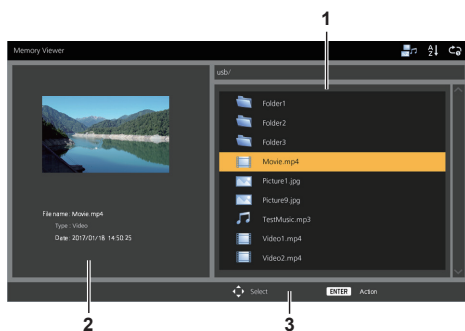 1
Memory Viewer
usb/
Folder1
Folder2
Folder3
Movie.mp4
Picture1.jpg
Picture9.jpg
TestMusic.mp3
Video1.mp4
Video2.mp4
File name : Movie.mp4
Type : Video
Date : 2017/01/18 14:50:25
Select
ENTER Action
2
3